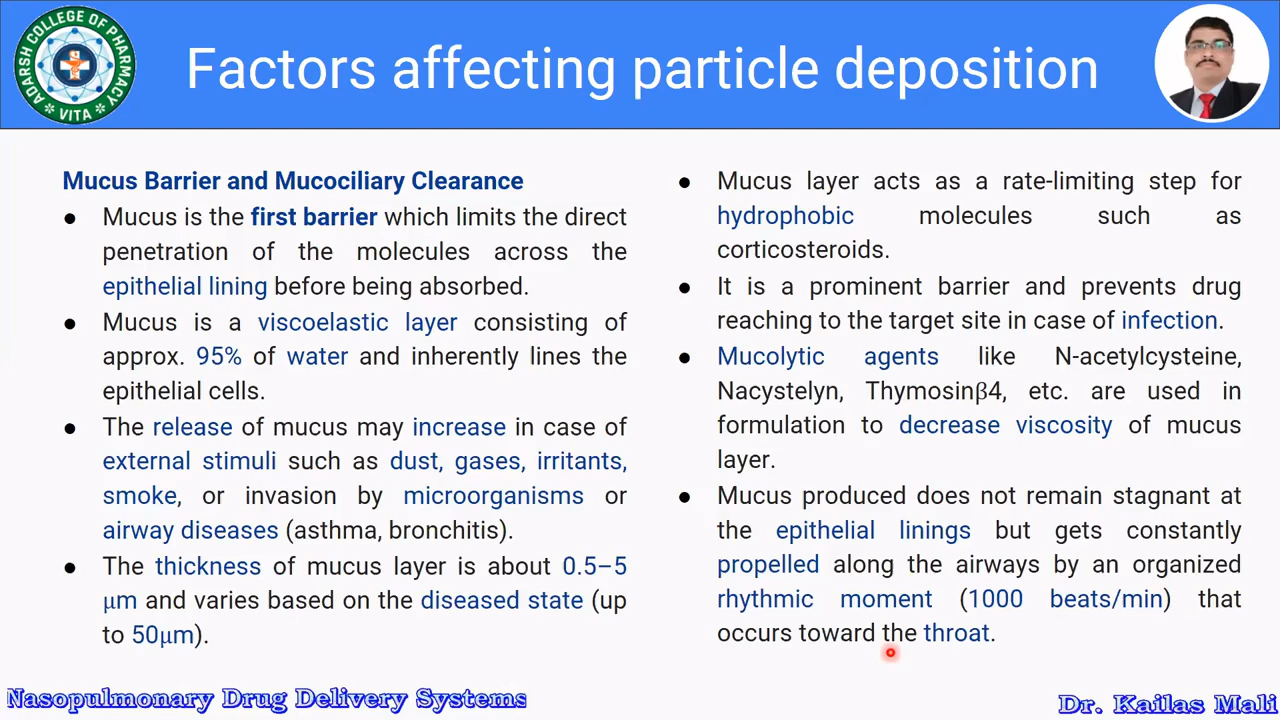 ADARSH COLLEGE OF PHARMACY
VITA
Factors affecting particle deposition
Mucus Barrier and Mucociliary Clearance
● Mucus is the first barrier which limits the direct
penetration of the molecules across the
epithelial lining before being absorbed.
● Mucus is a viscoelastic layer consisting of
approx. 95% of water and inherently lines the
epithelial cells.
● The release of mucus may increase in case of
external stimuli such as dust, gases, irritants,
smoke, or invasion by microorganisms or
airway diseases (asthma, bronchitis).
● The thickness of mucus layer is about 0.5–5
μm and varies based on the diseased state (up
to 50μm).
● Mucus layer acts as a rate-limiting step for
hydrophobic molecules such as
corticosteroids.
● It is a prominent barrier and prevents drug
reaching to the target site in case of infection.
● Mucolytic agents like N-acetylcysteine,
Nacystelyn, Thymosinβ4, etc. are used in
formulation to decrease viscosity of mucus
layer.
● Mucus produced does not remain stagnant at
the epithelial linings but gets constantly
propelled along the airways by an organized
rhythmic moment (1000 beats/min) that
occurs toward the throat.
Nasopulmonary Drug Delivery Systems
Dr. Kailas Mali